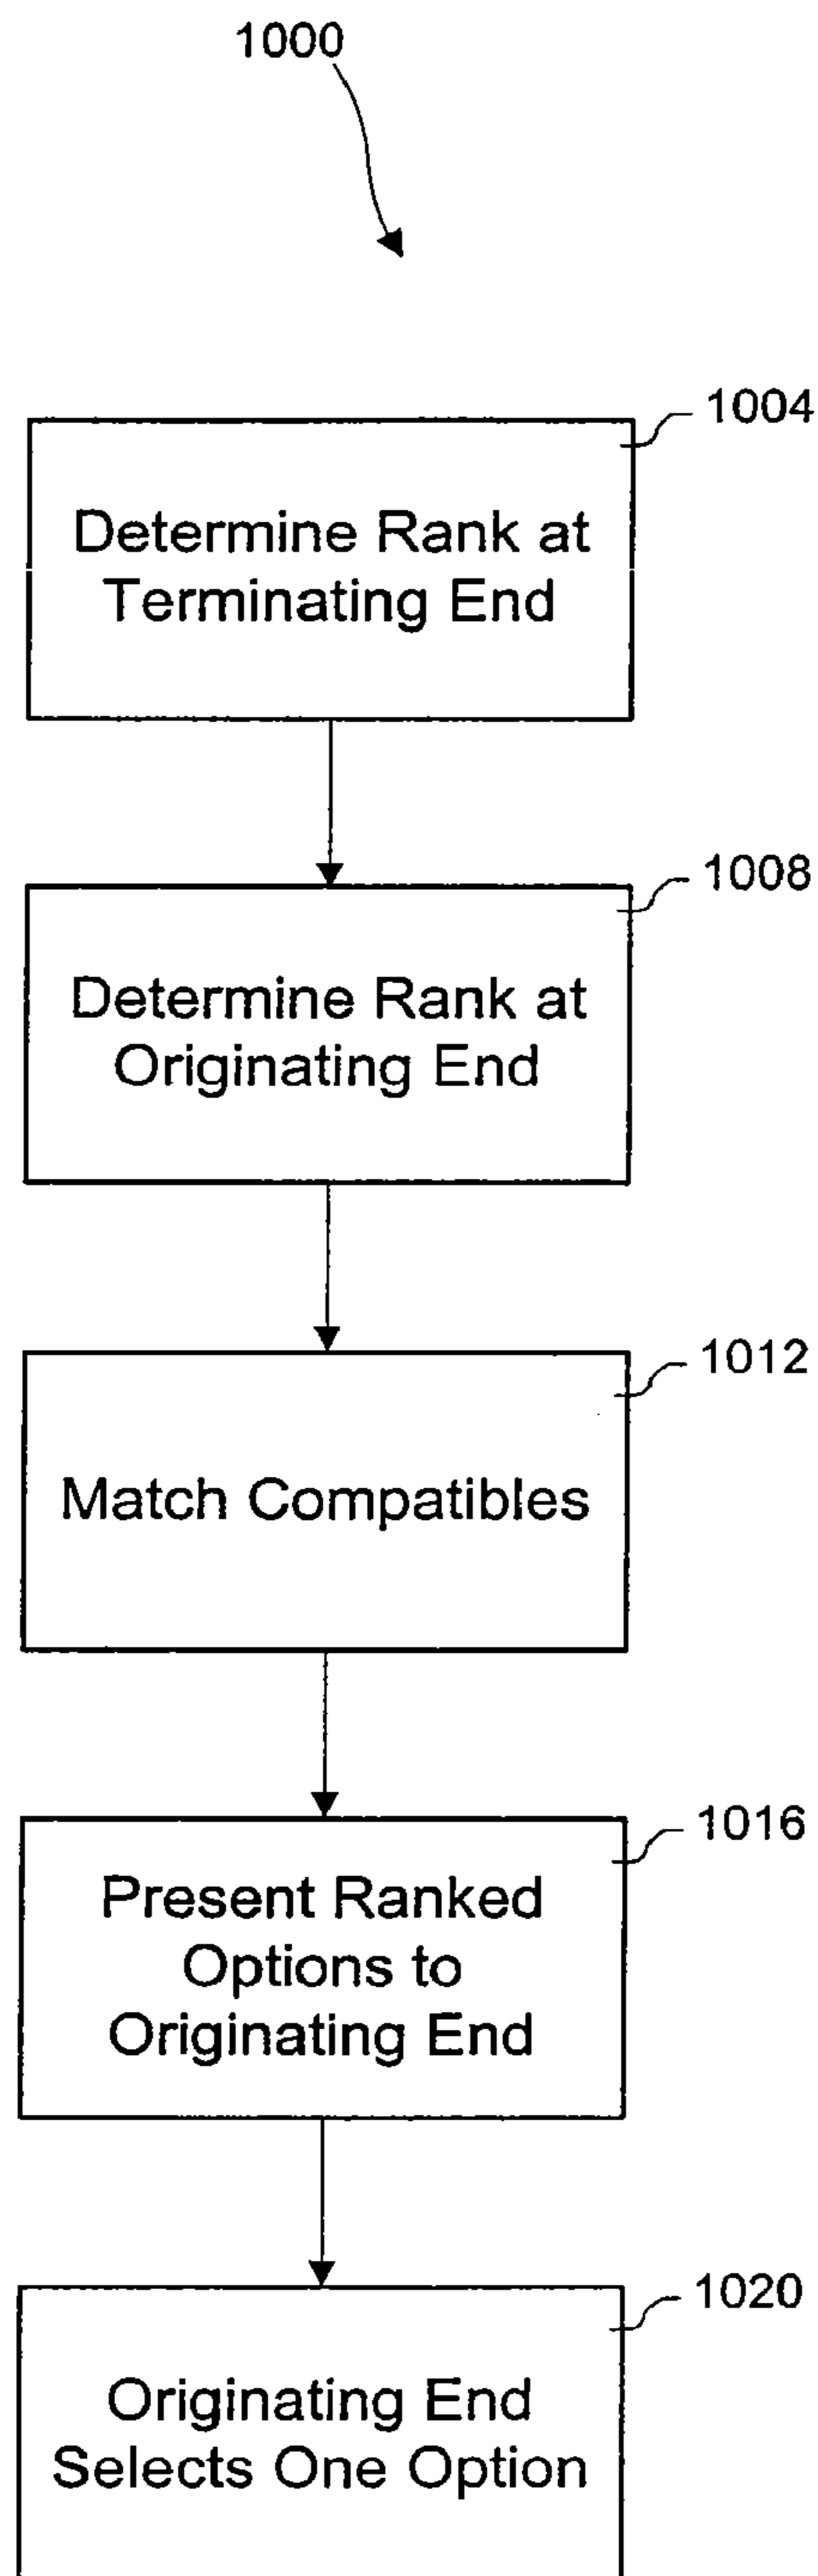 1000
1004
Determine Rank at
Terminating End
1008
Determine Rank at
Originating End
1012
Match Compatibles
1016
Present Ranked
Options to
Originating End
1020
Originating End
Selects One Option